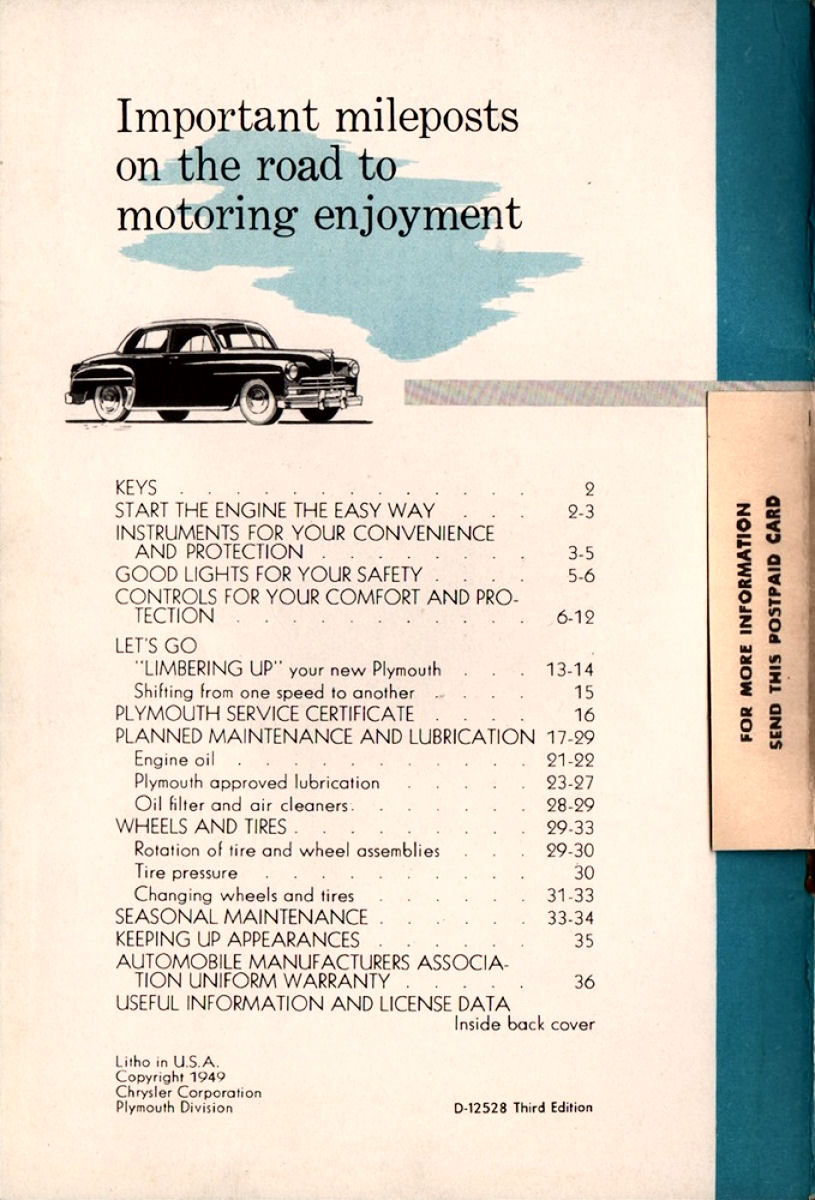 Important mileposts
on the road to
motoring enjoyment
KEYS . . . . . . . . . . . . . 2
START THE ENGINE THE EASY WAY . . . 2-3
INSTRUMENTS FOR YOUR CONVENIENCE
AND PROTECTION . . . . . . . . 3-5
GOOD LIGHTS FOR YOUR SAFETY . . . . 5-6
CONTROLS FOR YOUR COMFORT AND PRO-
TECTION . . . . . . . . . . . 6-12
LET'S GO
"LIMBERING UP" your new Plymouth . . . 13-14
Shifting from one speed to another . . . . 15
PLYMOUTH SERVICE CERTIFICATE . . . . 16
PLANNED MAINTENANCE AND LUBRICATION 17-29
Engine oil . . . . . . . . . . . 21-22
Plymouth approved lubrication . . . . . 23-27
Oil filter and air cleaners. . . . . . . 28-29
WHEELS AND TIRES . . . . . . . . . 29-33
Rotation of tire and wheel assemblies . . . 29-30
Tire pressure . . . . . . . . . . 30
Changing wheels and tires . . . . . . 31-33
SEASONAL MAINTENANCE . . . . . . 33-34
KEEPING UP APPEARANCES . . . . . . 35
AUTOMOBILE MANUFACTURERS ASSOCIA-
TION UNIFORM WARRANTY . . . . . 36
USEFUL INFORMATION AND LICENSE DATA
Inside back cover
Litho in U.S.A.
Copyright 1949
Chrysler Corporation
Plymouth Division
D-12528 Third Edition
FOR MORE INFORMATION
SEND THIS POSTPAID CARD